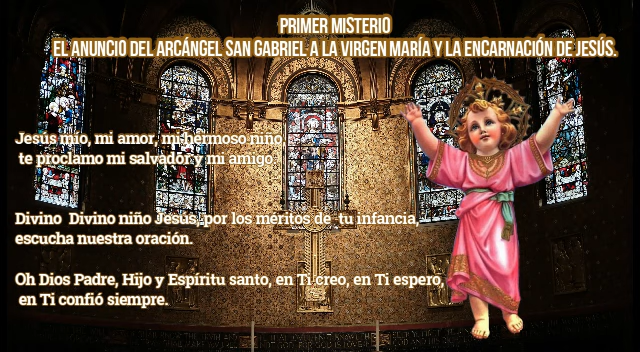 PRIMER MISTERIO
EL ANUNCIO DEL ARCÁNGEL SAN GABRIEL A LA VIRGEN MARÍA Y LA ENCARNACIÓN DE JESÚS.
Jesús mío, mi amor, mi hermoso niño,
te proclamo mi salvador y mi amigo
Divino Divino niño Jesús, por los méritos de tu infancia,
escucha nuestra oración.
Oh Dios Padre, Hijo y Espíritu santo, en Ti creo, en Ti espero,
en Ti confió siempre.